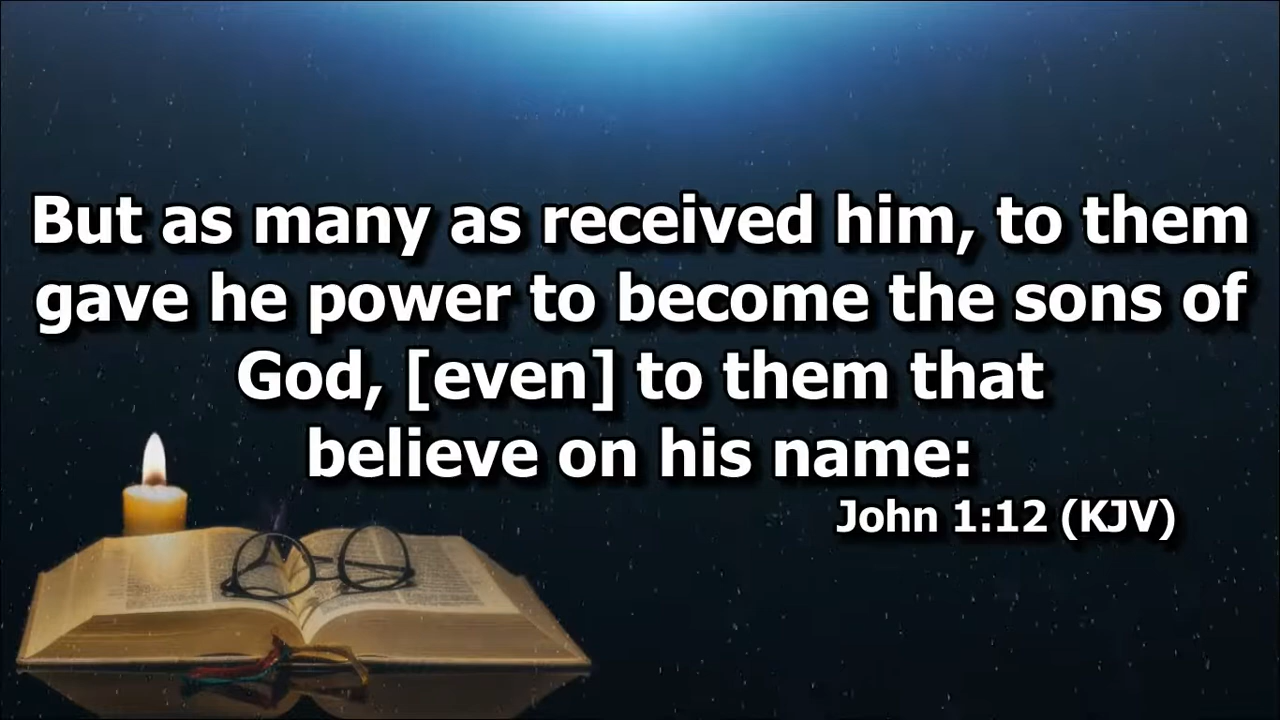 But as many as received him, to them
gave he power to become the sons of
God, [even] to them that
believe on his name:
John 1:12 (KJV)